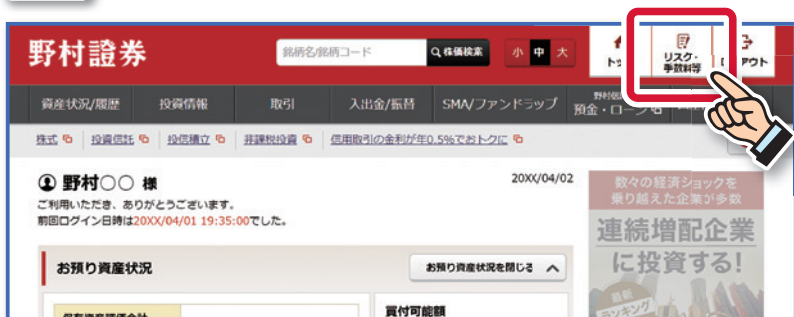 野村證券
銘柄名/銘柄コード
株価検索
小 中 大
リスク・
手数料等
資産状況/履歴 投資情報 取引 入出金/振替 SMA/ファンドラップ
預金・ローン
株式 投資信託 投信積立 非課税投資 信用取引の金利が年0.5%でおトクに
① 野村○○ 様
20XX/04/02
ご利用いただき、ありがとうございます。
前回ログイン日時は20XX/04/01 19:35:00でした。
数々の経済ショックを
乗り越えた企業が多数
連続増配企業
に投資する!
最新
ランキング
お預り資産状況
お預り資産状況を閉じる
買付可能額